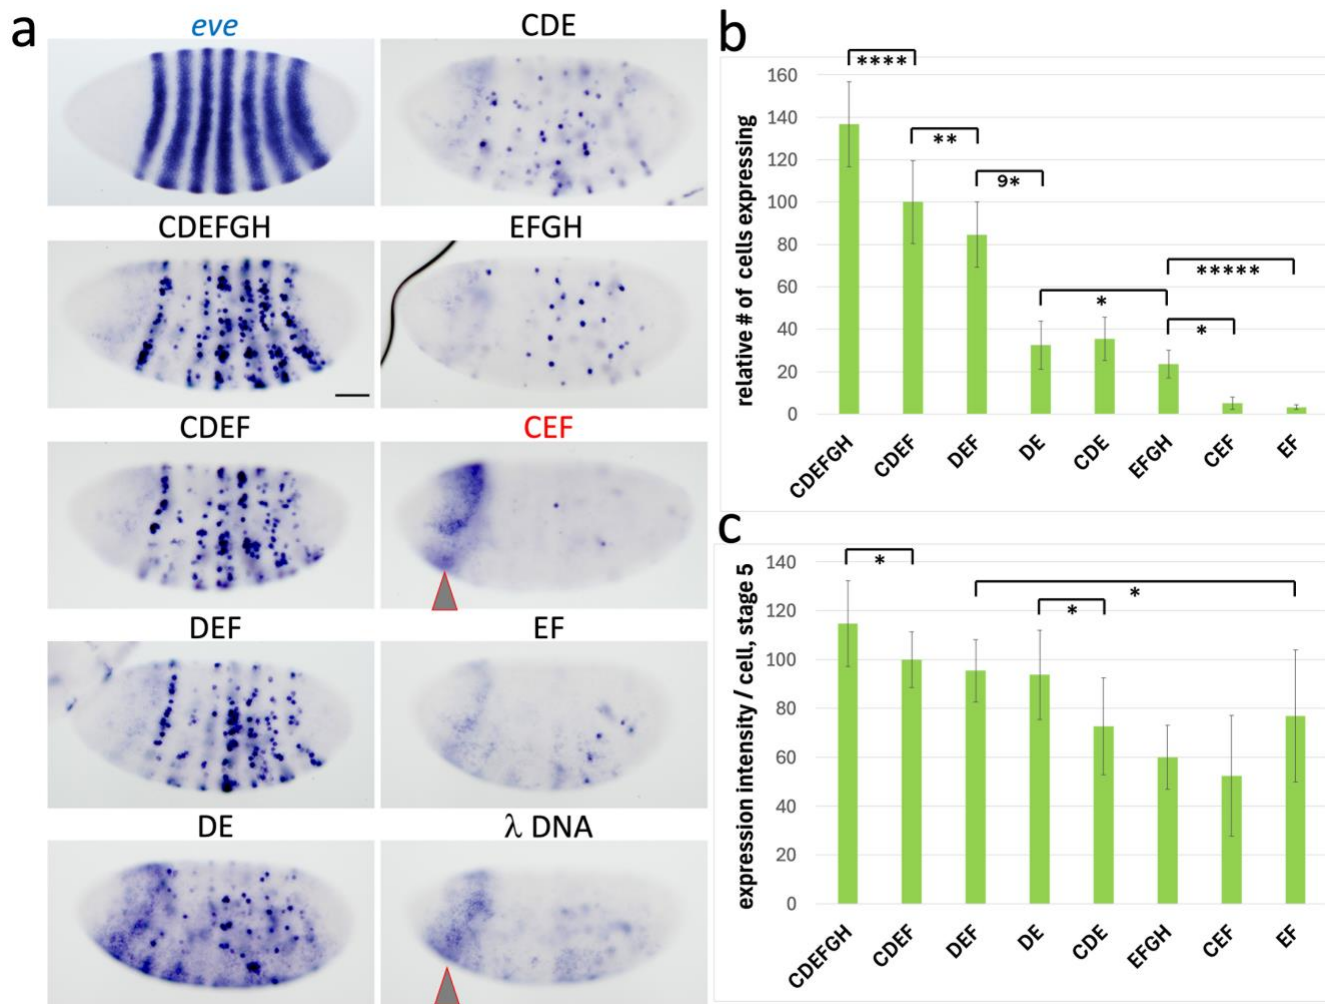 a
eve
CDE
CDEFGH
EFGH
CDEF
CEF
DEF
EF
DE
λ DNA
b
relative # of cells expressing
160
140
120
100
80
60
40
20
0
****
**
9*
*
*****
*
CDEFGH
CDEF
DEF
DE
CDE
EFGH
CEF
EF
c
expression intensity / cell, stage 5
140
120
100
80
60
40
20
0
*
*
*
CDEFGH
CDEF
DEF
DE
CDE
EFGH
CEF
EF